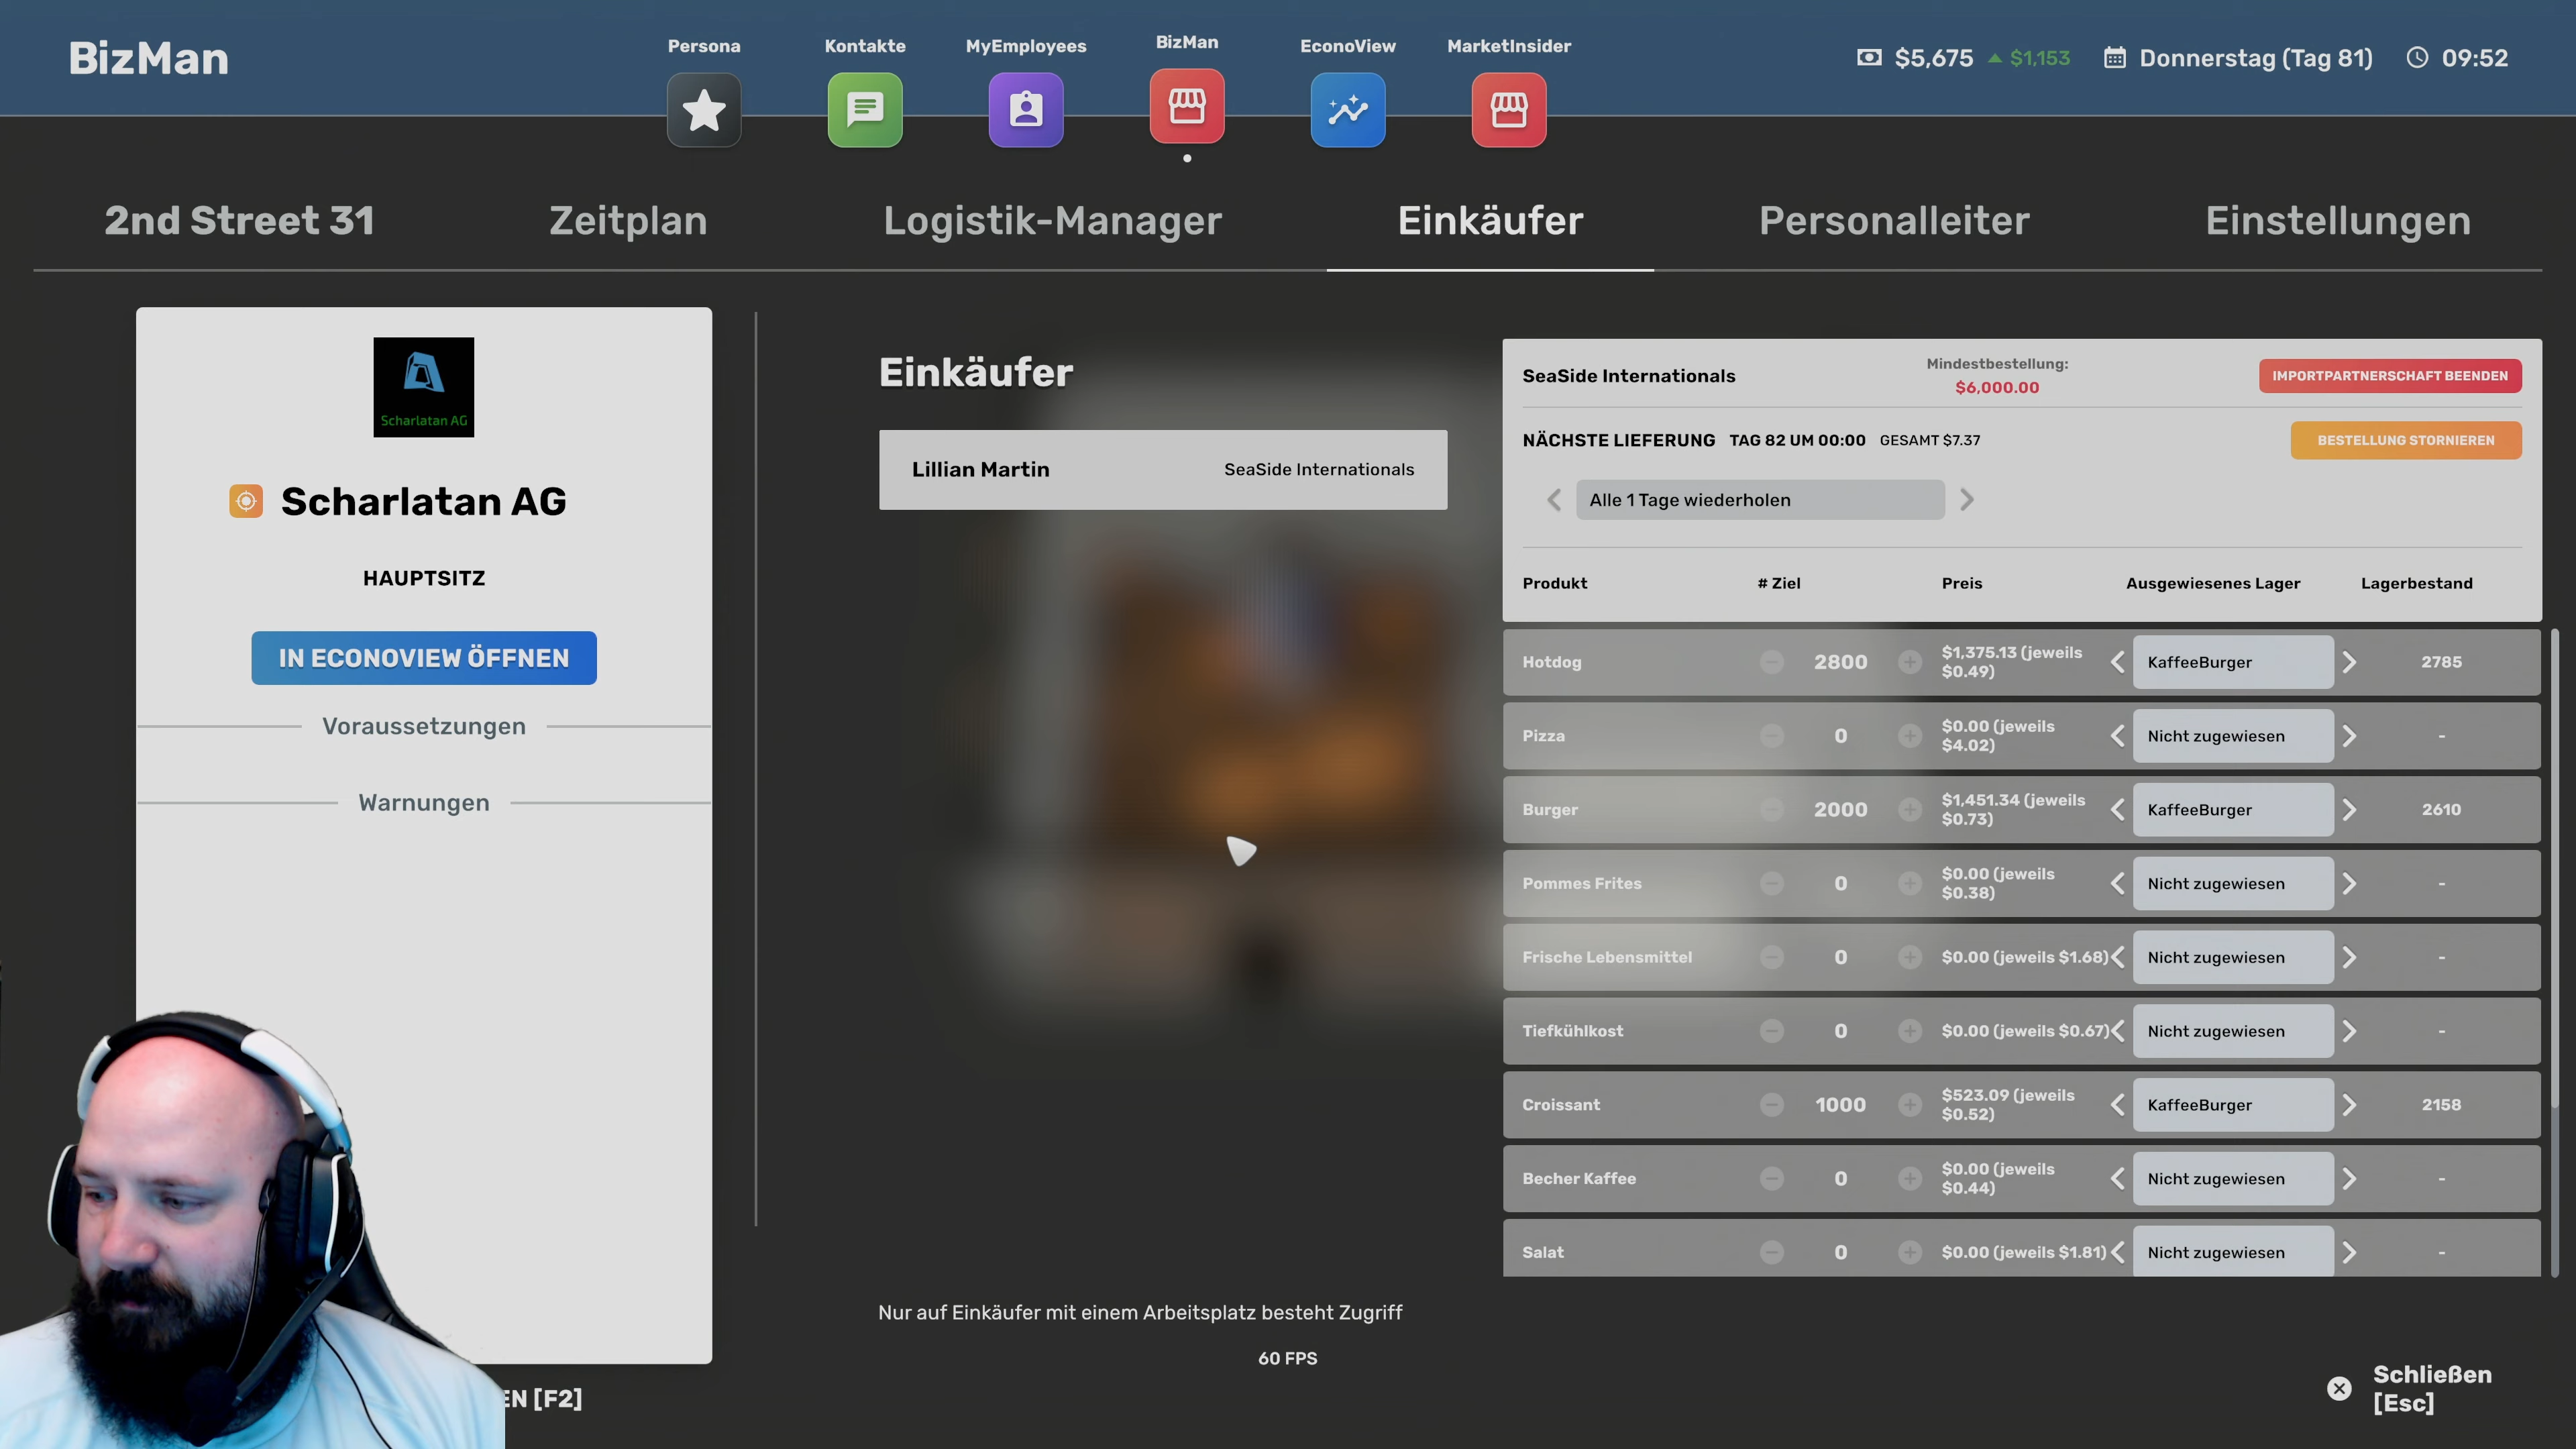 BizMan
Persona
Kontakte
MyEmployees
BizMan
EconoView
MarketInsider
$5,675 $1,153 Donnerstag (Tag 81) 09:52
2nd Street 31
Zeitplan
Logistik-Manager
Einkäufer
Personalleiter
Einstellungen
Scharlatan AG
Scharlatan AG
HAUPTSITZ
IN ECONOVIEW ÖFFNEN
Voraussetzungen
Warnungen
EN [F2]
Einkäufer
Lillian Martin SeaSide Internationals
Nur auf Einkäufer mit einem Arbeitsplatz besteht Zugriff
60 FPS
SeaSide Internationals
Mindestbestellung:
$6,000.00
IMPORTPARTNERSCHAFT BEENDEN
NÄCHSTE LIEFERUNG TAG 82 UM 00:00 GESAMT $7.37
BESTELLUNG STORNIEREN
Alle 1 Tage wiederholen
Produkt # Ziel Preis Ausgewiesenes Lager Lagerbestand
Hotdog 2800 $1,375.13 (jeweils
$0.49) KaffeeBurger 2785
Pizza 0 $0.00 (jeweils
$4.02) Nicht zugewiesen -
Burger 2000 $1,451.34 (jeweils
$0.73) KaffeeBurger 2610
Pommes Frites 0 $0.00 (jeweils
$0.38) Nicht zugewiesen -
Frische Lebensmittel 0 $0.00 (jeweils $1.68) Nicht zugewiesen -
Tiefkühlkost 0 $0.00 (jeweils $0.67) Nicht zugewiesen -
Croissant 1000 $523.09 (jeweils
$0.52) KaffeeBurger 2158
Becher Kaffee 0 $0.00 (jeweils
$0.44) Nicht zugewiesen -
Salat 0 $0.00 (jeweils $1.81) Nicht zugewiesen -
Schließen
[Esc]